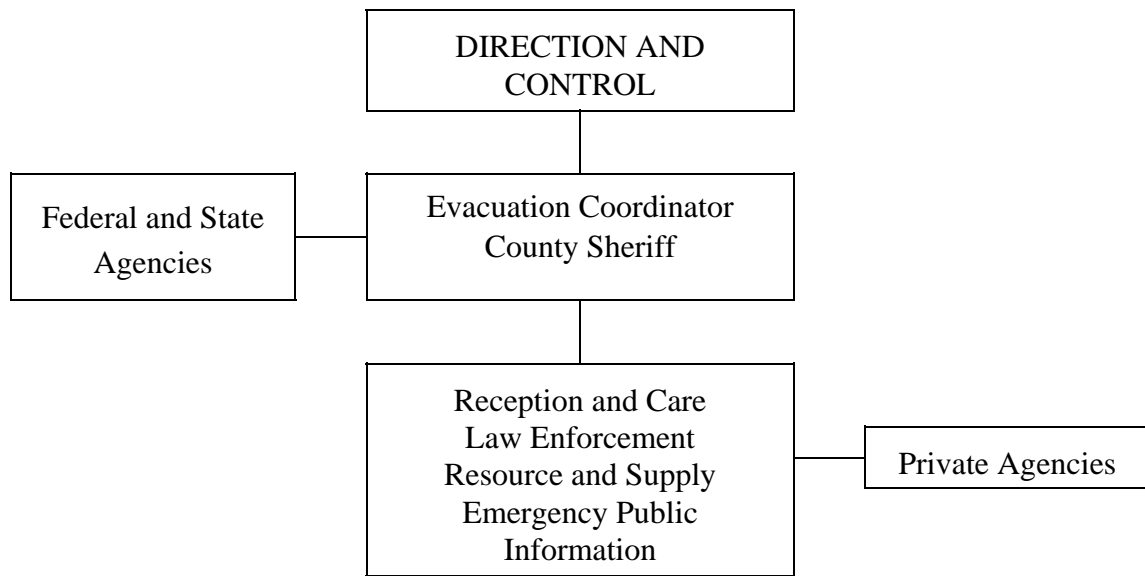 DIRECTION AND
CONTROL
Federal and State
Agencies
Evacuation Coordinator
County Sheriff
Reception and Care
Law Enforcement
Resource and Supply
Emergency Public
Information
Private Agencies